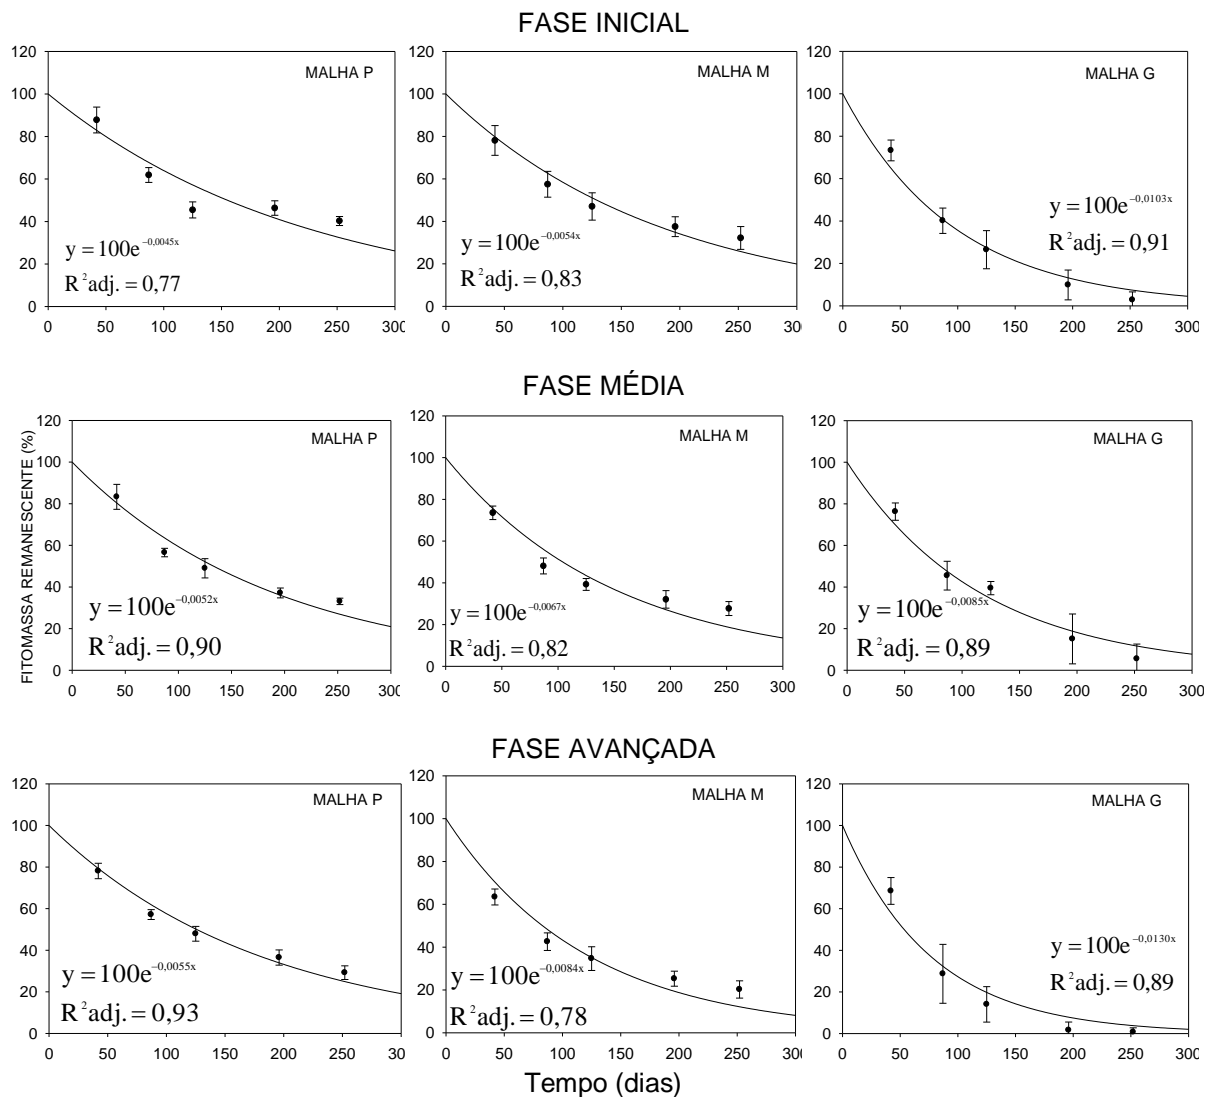 FASE INICIAL
120
100
80
60
40
20
0
MALHA P
y = 100e^−0,0045x
R²adj. = 0,77
0 50 100 150 200 250 300
120
100
80
60
40
20
0
MALHA M
y = 100e^−0,0054x
R²adj. = 0,83
0 50 100 150 200 250 300
120
100
80
60
40
20
0
MALHA G
y = 100e^−0,0103x
R²adj. = 0,91
0 50 100 150 200 250 300
FASE MÉDIA
FITOMASSA REMANESCENTE (%)
120
100
80
60
40
20
0
MALHA P
y = 100e^−0,0052x
R²adj. = 0,90
0 50 100 150 200 250 300
120
100
80
60
40
20
0
MALHA M
y = 100e^−0,0067x
R²adj. = 0,82
0 50 100 150 200 250 300
120
100
80
60
40
20
0
MALHA G
y = 100e^−0,0085x
R²adj. = 0,89
0 50 100 150 200 250 300
FASE AVANÇADA
120
100
80
60
40
20
0
MALHA P
y = 100e^−0,0055x
R²adj. = 0,93
0 50 100 150 200 250 300
120
100
80
60
40
20
0
MALHA M
y = 100e^−0,0084x
R²adj. = 0,78
0 50 100 150 200 250 300
120
100
80
60
40
20
0
MALHA G
y = 100e^−0,0130x
R²adj. = 0,89
0 50 100 150 200 250 300
Tempo (dias)